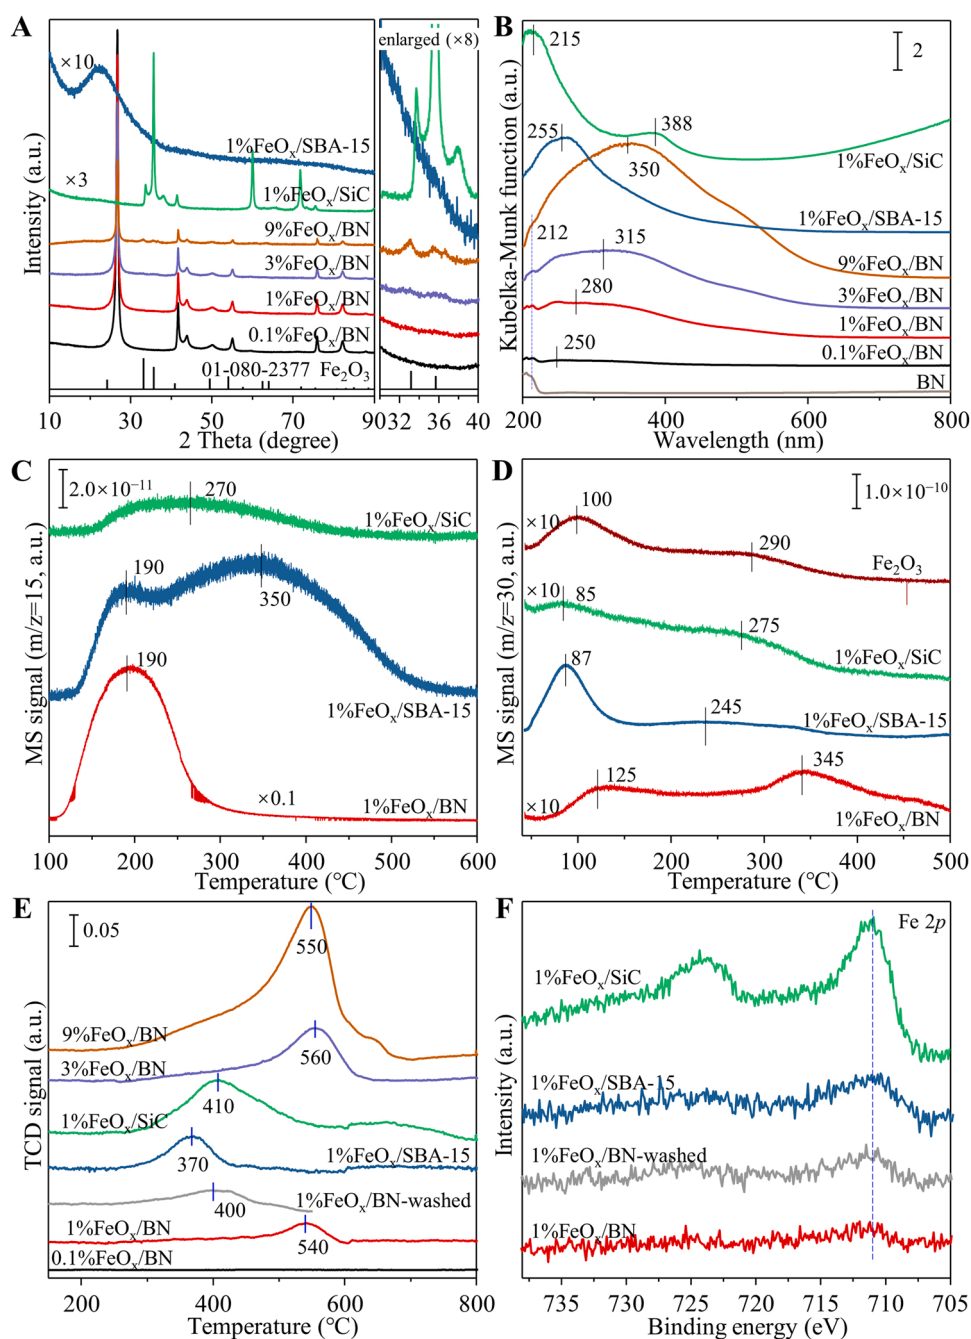 A
enlarged (×8)
×10
1%FeOx/SBA-15
×3
1%FeOx/SiC
9%FeOx/BN
3%FeOx/BN
1%FeOx/BN
0.1%FeOx/BN
01-080-2377 Fe2O3
10 30 50 70 90 32 36 40
2 Theta (degree)
Intensity (a.u.)
B
215
2
255
388
350
1%FeOx/SiC
1%FeOx/SBA-15
212
315
9%FeOx/BN
3%FeOx/BN
280
1%FeOx/BN
250
0.1%FeOx/BN
BN
200 300 400 500 600 700 800
Wavelength (nm)
Kubelka-Munk function (a.u.)
C
2.0×10−11
270
1%FeOx/SiC
190
350
190
1%FeOx/SBA-15
×0.1
1%FeOx/BN
100 200 300 400 500 600
Temperature (℃)
MS signal (m/z=15, a.u.)
D
1.0×10−10
100
×10
290
Fe2O3
×10
85
275
1%FeOx/SiC
87
245
1%FeOx/SBA-15
125
345
×10
1%FeOx/BN
100 200 300 400 500
Temperature (℃)
MS signal (m/z=30, a.u.)
E
0.05
550
9%FeOx/BN
560
3%FeOx/BN
410
1%FeOx/SiC
370
1%FeOx/SBA-15
400
1%FeOx/BN-washed
1%FeOx/BN
540
0.1%FeOx/BN
200 400 600 800
Temperature (℃)
TCD signal (a.u.)
F
Fe 2p
1%FeOx/SiC
1%FeOx/SBA-15
1%FeOx/BN-washed
1%FeOx/BN
735 730 725 720 715 710 705
Binding energy (eV)
Intensity (a.u.)